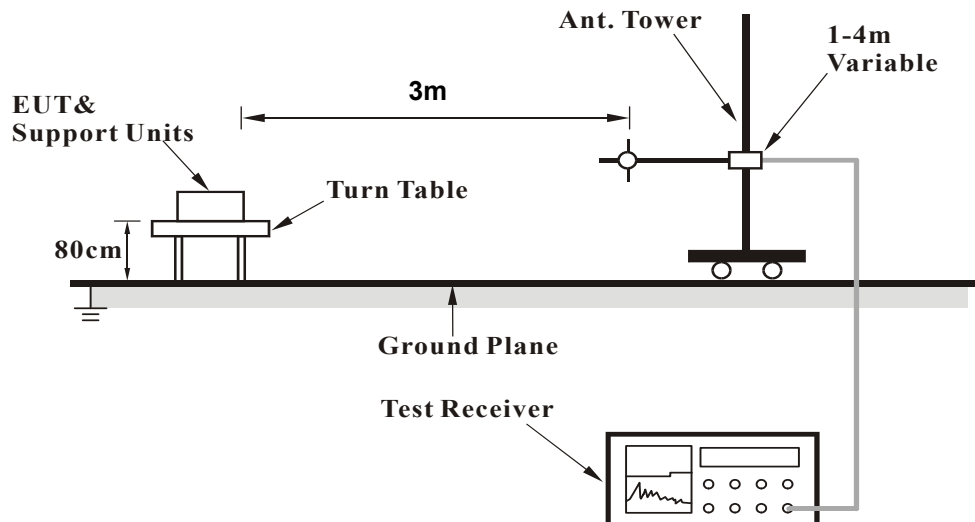 Ant. Tower
1-4m
Variable
3m
EUT&
Support Units
Turn Table
80cm
Ground Plane
Test Receiver